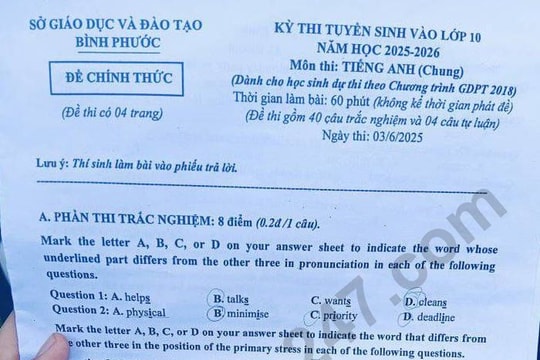 SỞ GIÁO DỤC VÀ ĐÀO TẠO
BÌNH PHƯỚC
ĐỀ CHÍNH THỨC
(Đề thi có 04 trang)
KỲ THI TUYỂN SINH VÀO LỚP 10
NĂM HỌC 2025-2026
Môn thi: TIẾNG ANH (Chung)
(Dành cho học sinh dự thi theo Chương trình GDPT 2018)
Thời gian làm bài: 60 phút (không kể thời gian phát đề)
(Đề thi gồm 40 câu trắc nghiệm và 04 câu tự luận)
Ngày thi: 03/6/2025
Lưu ý: Thí sinh làm bài vào phiếu trả lời.
A. PHẦN THI TRẮC NGHIỆM: 8 điểm (0.2đ/1 câu).
Mark the letter A, B, C, or D on your answer sheet to indicate the word whose
underlined part differs from the other three in pronunciation in each of the following
questions.
Question 1: A. helps B. talks C. wants D. cleans
Question 2: A. physical B. minimise C. priority D. deadline
Mark the letter A, B, C, or D on your answer sheet to indicate the word that differs from
other three in the position of the primary stress in each of the following questions.
247.com